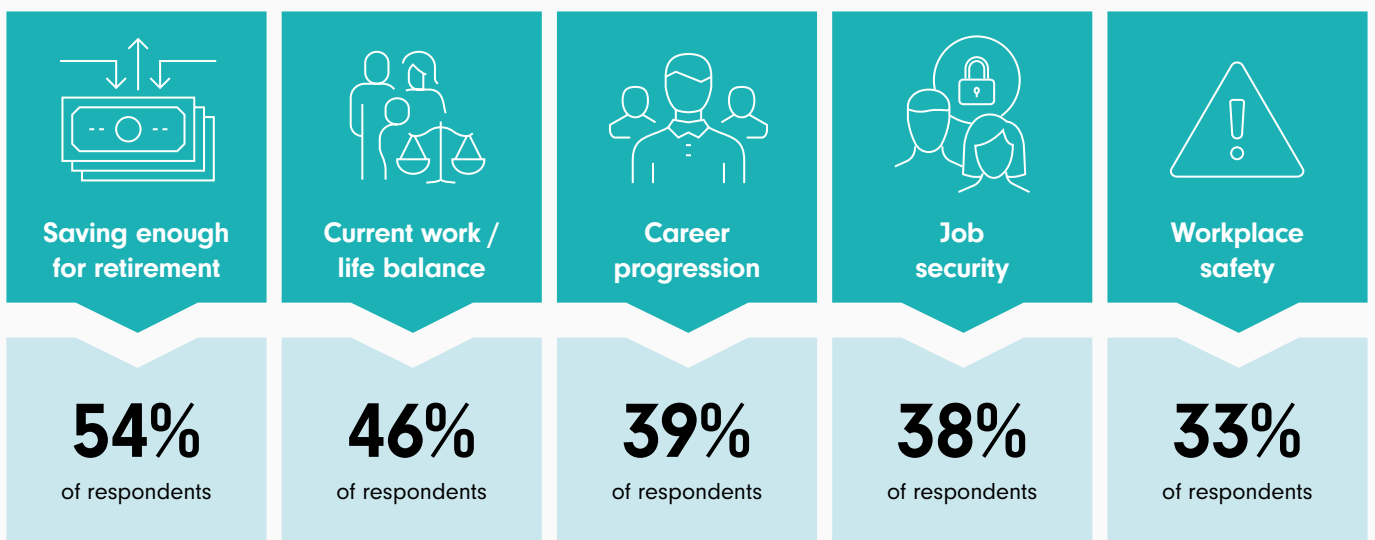 Saving enough
for retirement
54%
of respondents
Current work /
life balance
46%
of respondents
Career
progression
39%
of respondents
Job
security
38%
of respondents
Workplace
safety
33%
of respondents